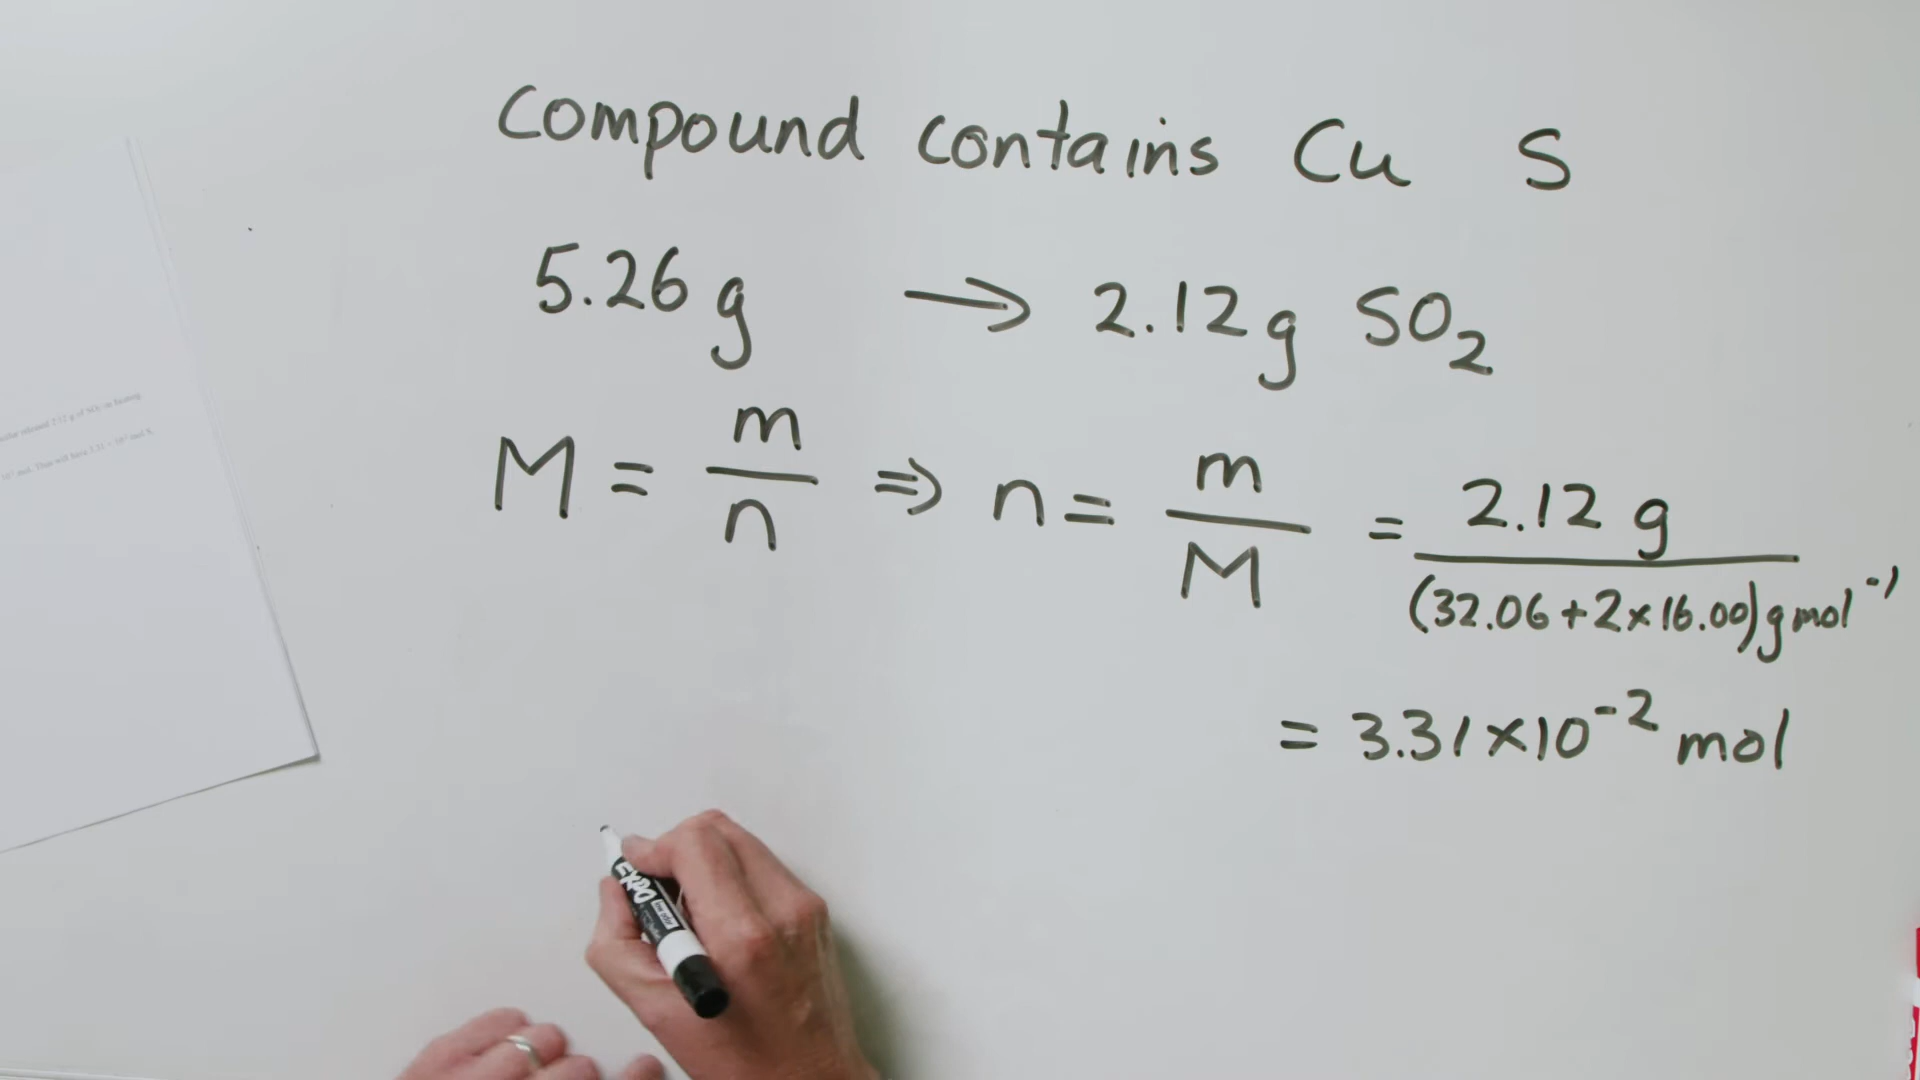 compound contains Cu S
5.26 g → 2.12 g SO₂
M = m/n ⇒ n = m/M = 2.12 g / (32.06 + 2 × 16.00) g mol⁻¹
= 3.31 × 10⁻² mol
EXPO